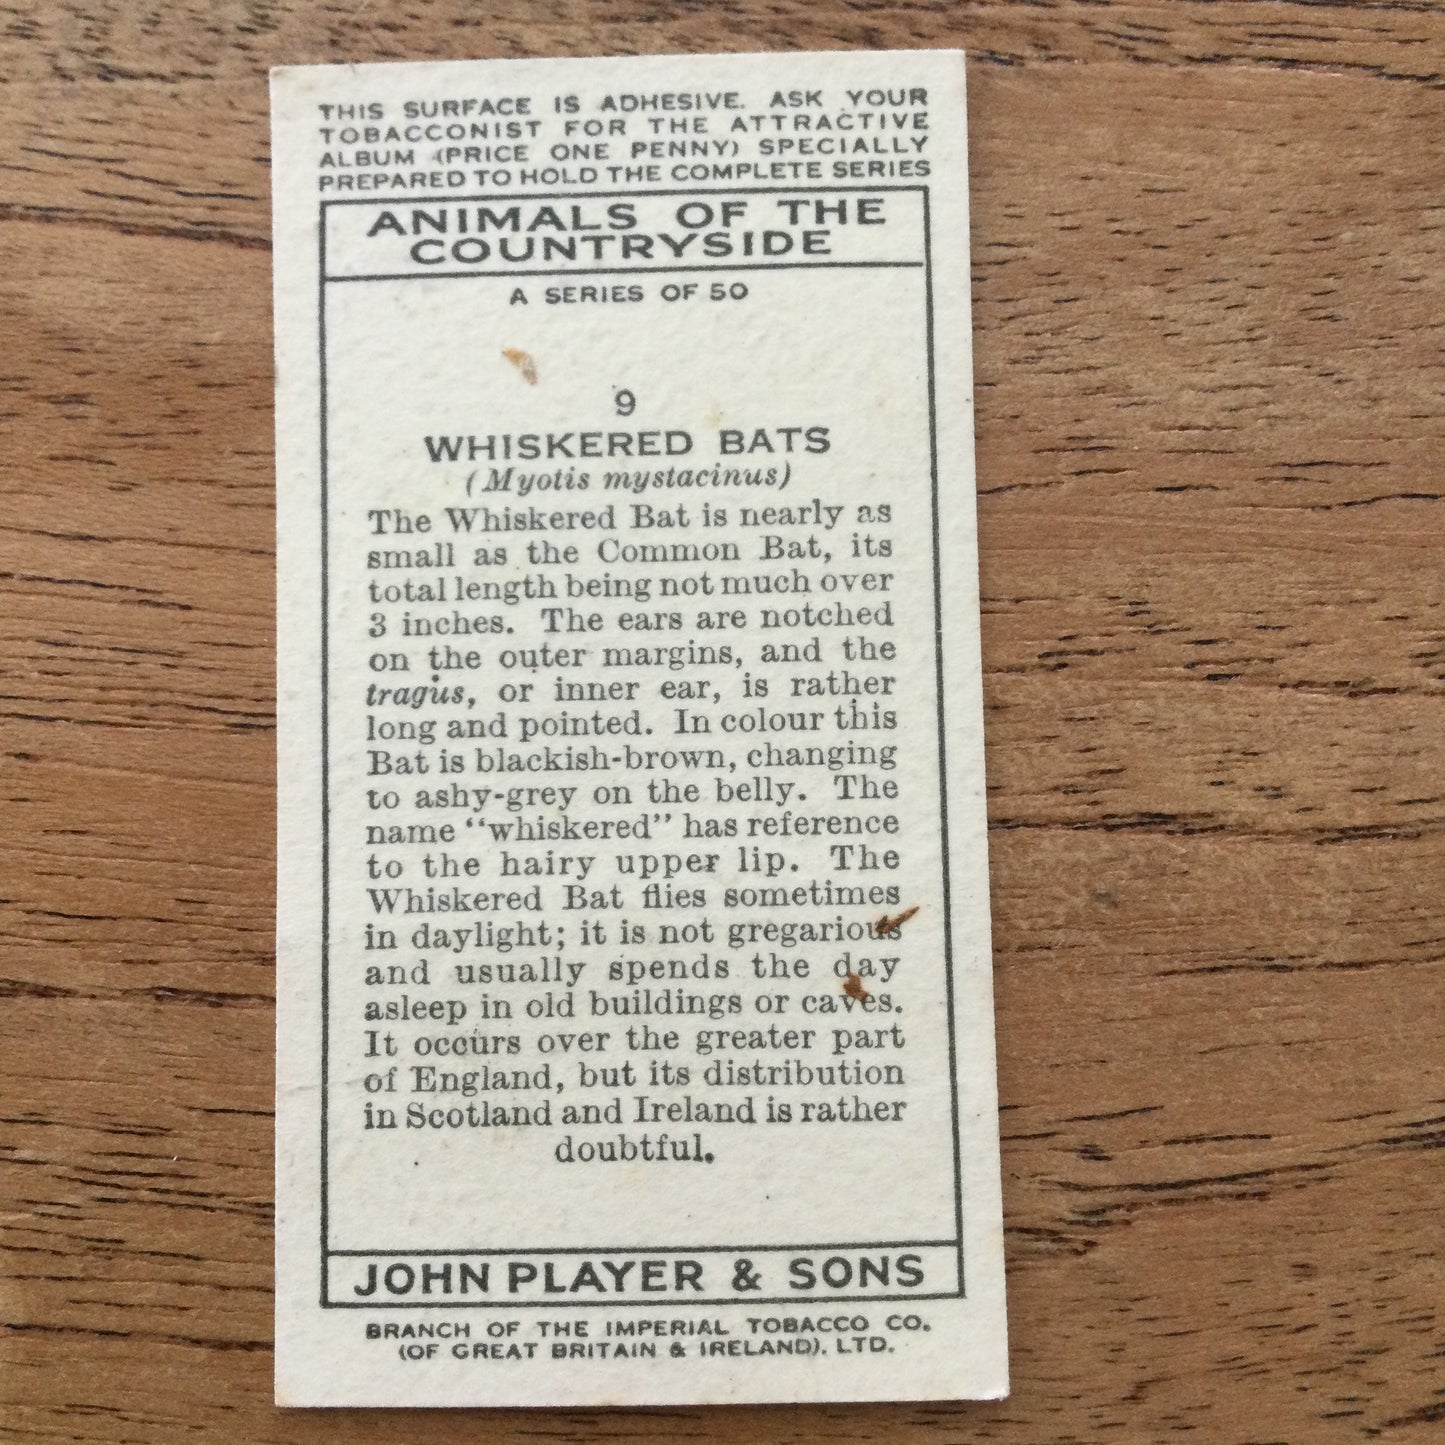 THIS SURFACE IS ADHESIVE. ASK YOUR
TOBACCONIST FOR THE ATTRACTIVE
ALBUM (PRICE ONE PENNY) SPECIALLY
PREPARED TO HOLD THE COMPLETE SERIES
ANIMALS OF THE
COUNTRYSIDE
A SERIES OF 50
9
WHISKERED BATS
(Myotis mystacinus)
The Whiskered Bat is nearly as
small as the Common Bat, its
total length being not much over
3 inches. The ears are notched
on the outer margins, and the
tragus, or inner ear, is rather
long and pointed. In colour this
Bat is blackish-brown, changing
to ashy-grey on the belly. The
name "whiskered" has reference
to the hairy upper lip. The
Whiskered Bat flies sometimes
in daylight; it is not gregarious
and usually spends the day
asleep in old buildings or caves.
It occurs over the greater part
of England, but its distribution
in Scotland and Ireland is rather
doubtful.
JOHN PLAYER & SONS
BRANCH OF THE IMPERIAL TOBACCO CO.
(OF GREAT BRITAIN & IRELAND), LTD.